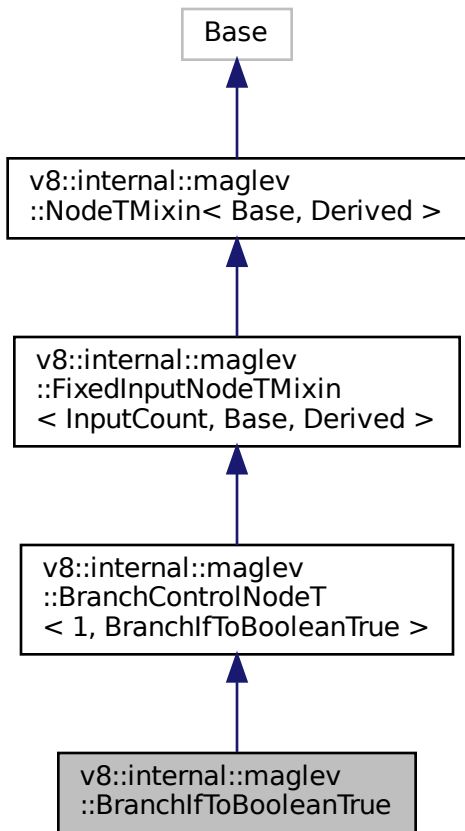 Base
v8::internal::maglev
::NodeTMixin< Base, Derived >
v8::internal::maglev
::FixedInputNodeTMixin
< InputCount, Base, Derived >
v8::internal::maglev
::BranchControlNodeT
< 1, BranchIfToBooleanTrue >
v8::internal::maglev
::BranchIfToBooleanTrue